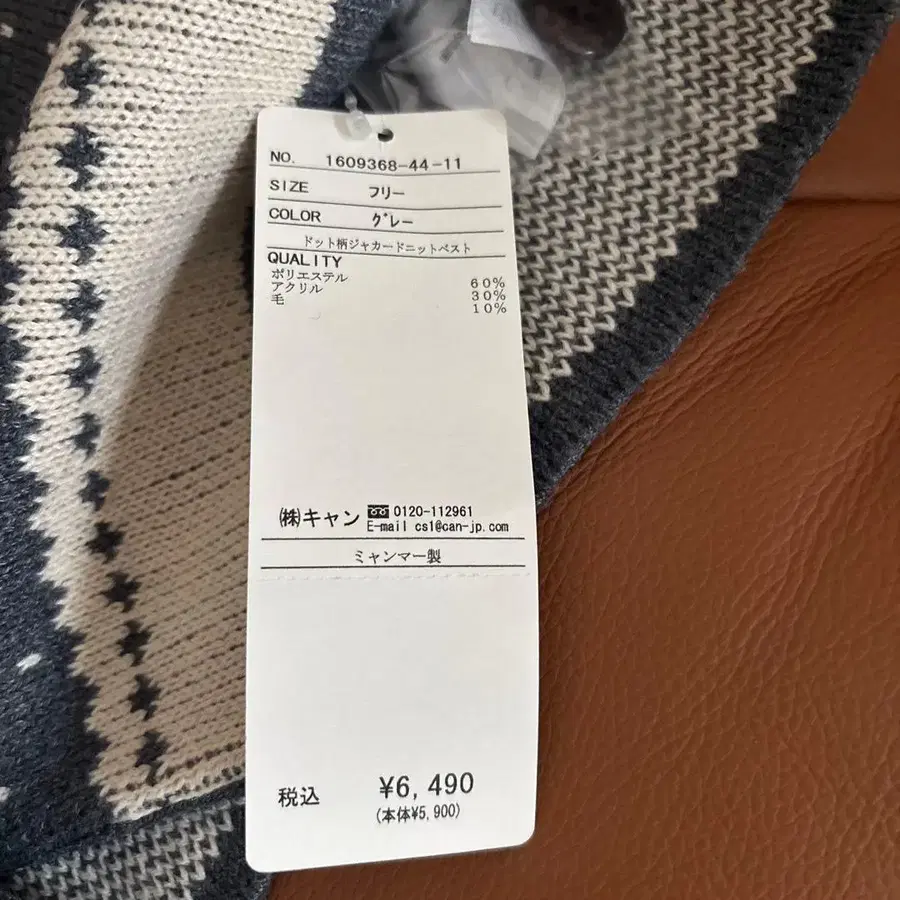 NO. 1609368-44-11
SIZE フリー
COLOR グレー
ドット柄ジャカードニットベスト
QUALITY
ポリエステル 60%
アクリル 30%
毛 10%
㈱キャン 0120-112961
E-mail cs1@can-jp.com
ミャンマー製
税込 ¥6,490
(本体¥5,900)